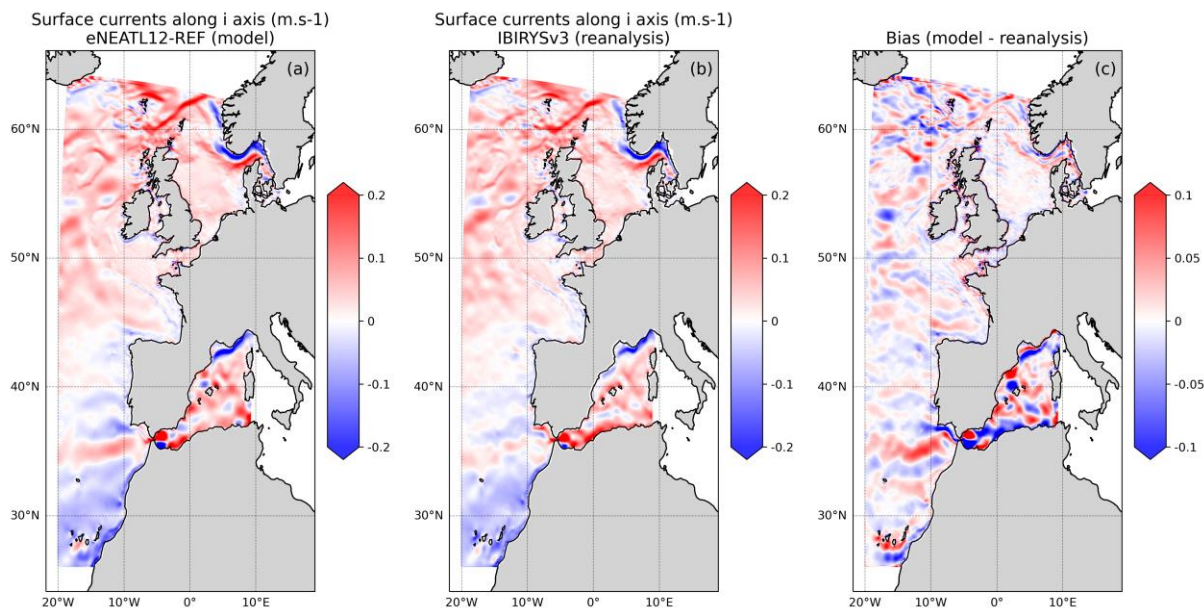 Surface currents along i axis (m.s-1)
eNEATL12-REF (model)
Surface currents along i axis (m.s-1)
IBIRYSv3 (reanalysis)
Bias (model - reanalysis)
(a)
(b)
(c)
60°N
50°N
40°N
30°N
20°W
10°W
0°
10°E
0.2
0.1
0
-0.1
-0.2
60°N
50°N
40°N
30°N
20°W
10°W
0°
10°E
0.2
0.1
0
-0.1
-0.2
60°N
50°N
40°N
30°N
20°W
10°W
0°
10°E
0.1
0.05
0
-0.05
-0.1